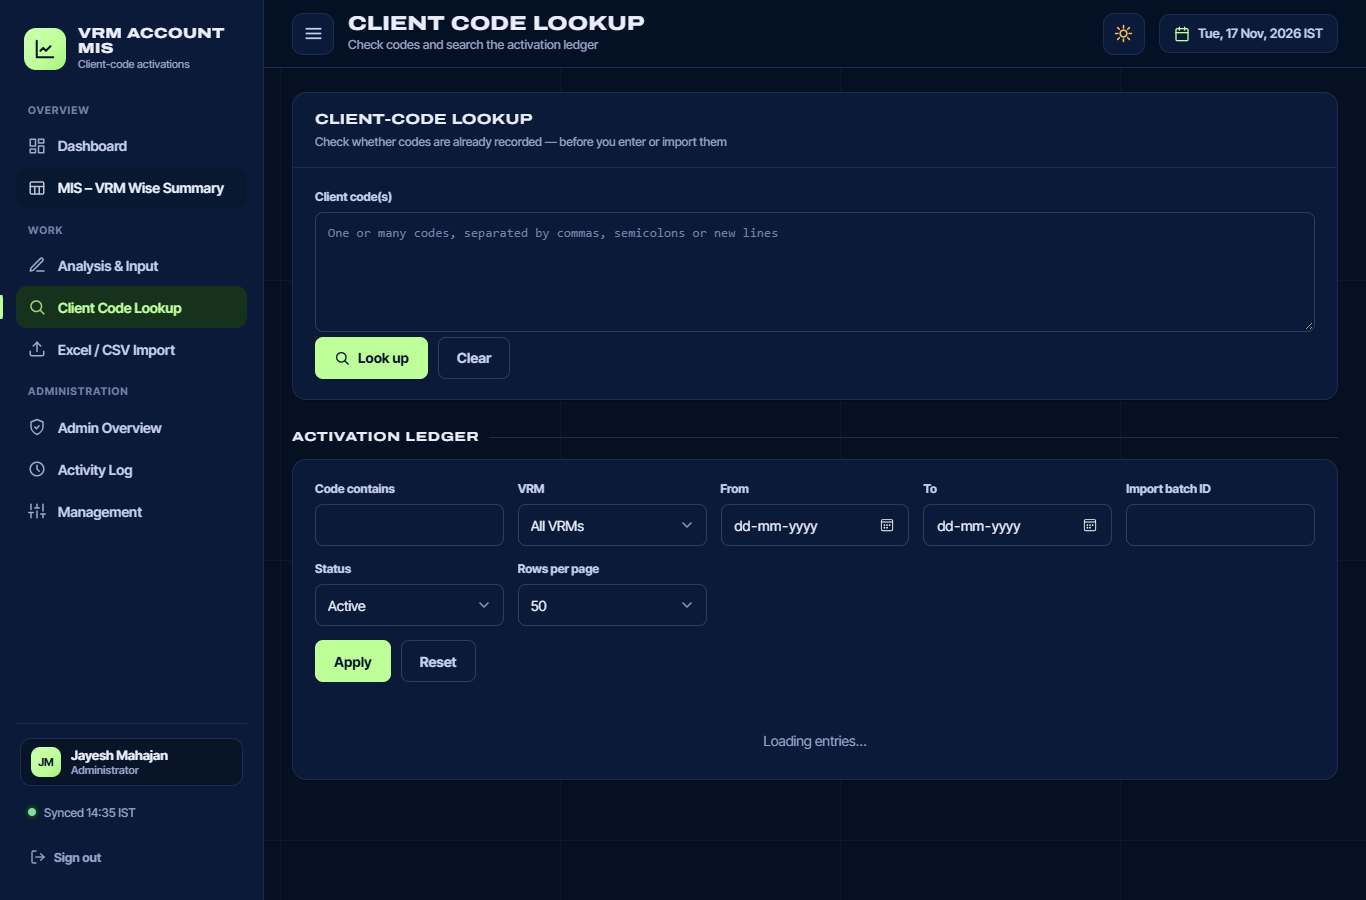 VRM ACCOUNT
MIS
Client-code activations
OVERVIEW
Dashboard
MIS – VRM Wise Summary
WORK
Analysis & Input
Client Code Lookup
Excel / CSV Import
ADMINISTRATION
Admin Overview
Activity Log
Management
JM
Jayesh Mahajan
Administrator
Synced 14:35 IST
Sign out
CLIENT CODE LOOKUP
Check codes and search the activation ledger
Tue, 17 Nov, 2026 IST
CLIENT-CODE LOOKUP
Check whether codes are already recorded — before you enter or import them
Client code(s)
One or many codes, separated by commas, semicolons or new lines
Look up
Clear
ACTIVATION LEDGER
Code contains
VRM
From
To
Import batch ID
All VRMs
dd-mm-yyyy
dd-mm-yyyy
Status
Rows per page
Active
50
Apply
Reset
Loading entries...